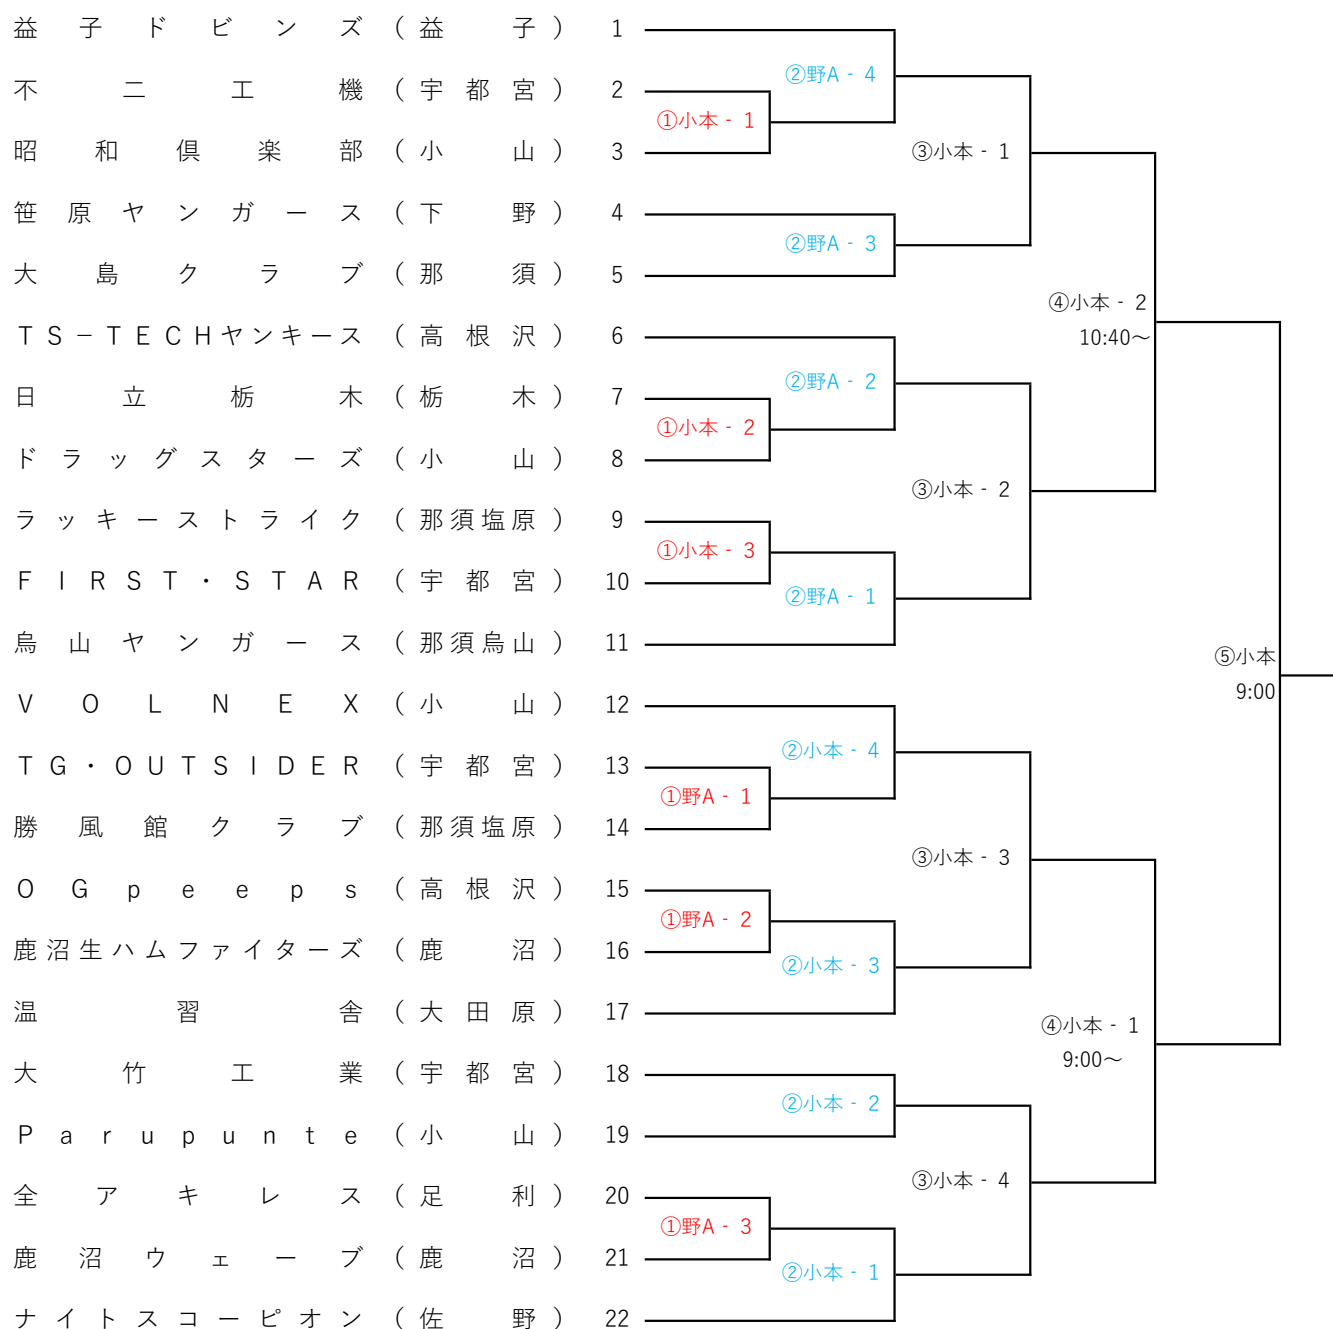 益子ドビンズ（益子） 1
②野A - 4
不二工機（宇都宮） 2
①小本 - 1
昭和倶楽部（小山） 3
③小本 - 1
笹原ヤンガース（下野） 4
②野A - 3
大島クラブ（那須） 5
④小本 - 2
10:40～
TS－TECHヤンキース（高根沢） 6
②野A - 2
日立栃木（栃木） 7
①小本 - 2
ドラッグスターズ（小山） 8
③小本 - 2
ラッキーストライク（那須塩原） 9
①小本 - 3
FIRST・STAR（宇都宮） 10
②野A - 1
烏山ヤンガース（那須烏山） 11
⑤小本
9:00
VOLNEX（小山） 12
②小本 - 4
TG・OUTSIDER（宇都宮） 13
①野A - 1
勝風館クラブ（那須塩原） 14
③小本 - 3
OGpeeps（高根沢） 15
①野A - 2
鹿沼生ハムファイターズ（鹿沼） 16
②小本 - 3
温習舎（大田原） 17
④小本 - 1
9:00～
大竹工業（宇都宮） 18
②小本 - 2
Parupunte（小山） 19
③小本 - 4
全アキレス（足利） 20
①野A - 3
鹿沼ウェーブ（鹿沼） 21
②小本 - 1
ナイトスコーピオン（佐野） 22